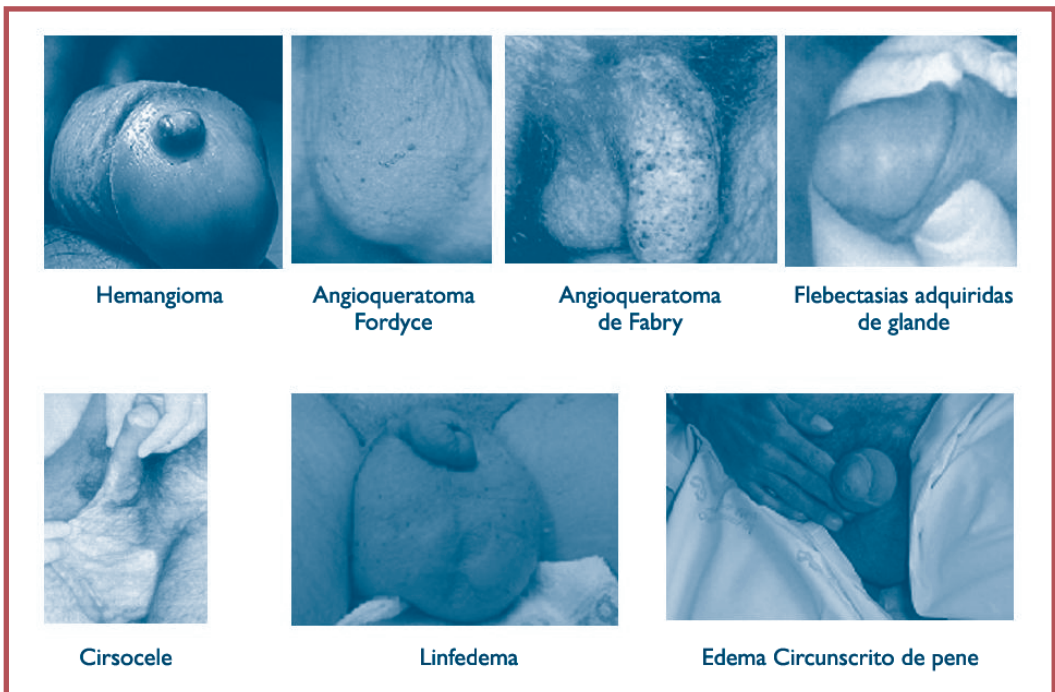 Hemangioma
Angioqueratoma
Fordyce
Angioqueratoma
de Fabry
Flebectasias adquiridas
de glande
Cirsocele
Linfedema
Edema Circunscrito de pene